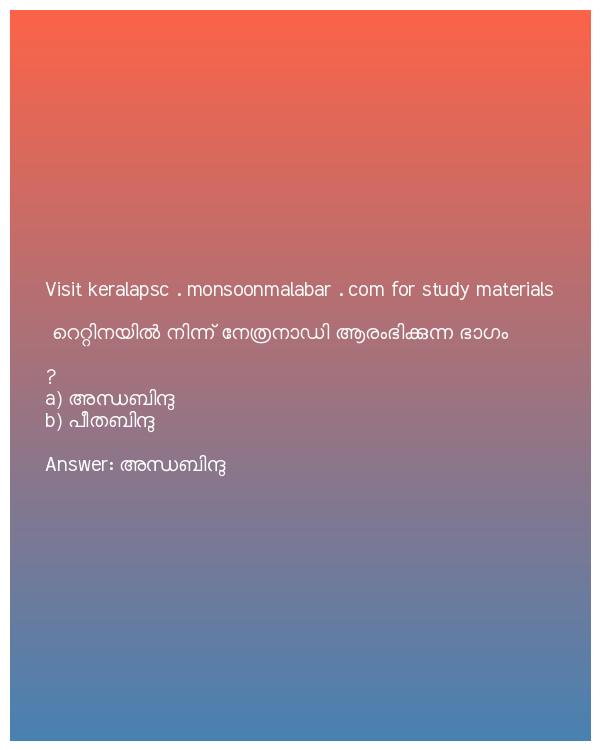 Visit keralapsc . monsoonmalabar . com for study materials
റെറ്റിനയിൽ നിന്ന് നേത്രനാഡി ആരംഭിക്കുന്ന ഭാഗം
?
a) അന്ധബിന്ദു
b) പീതബിന്ദു
Answer: അന്ധബിന്ദു